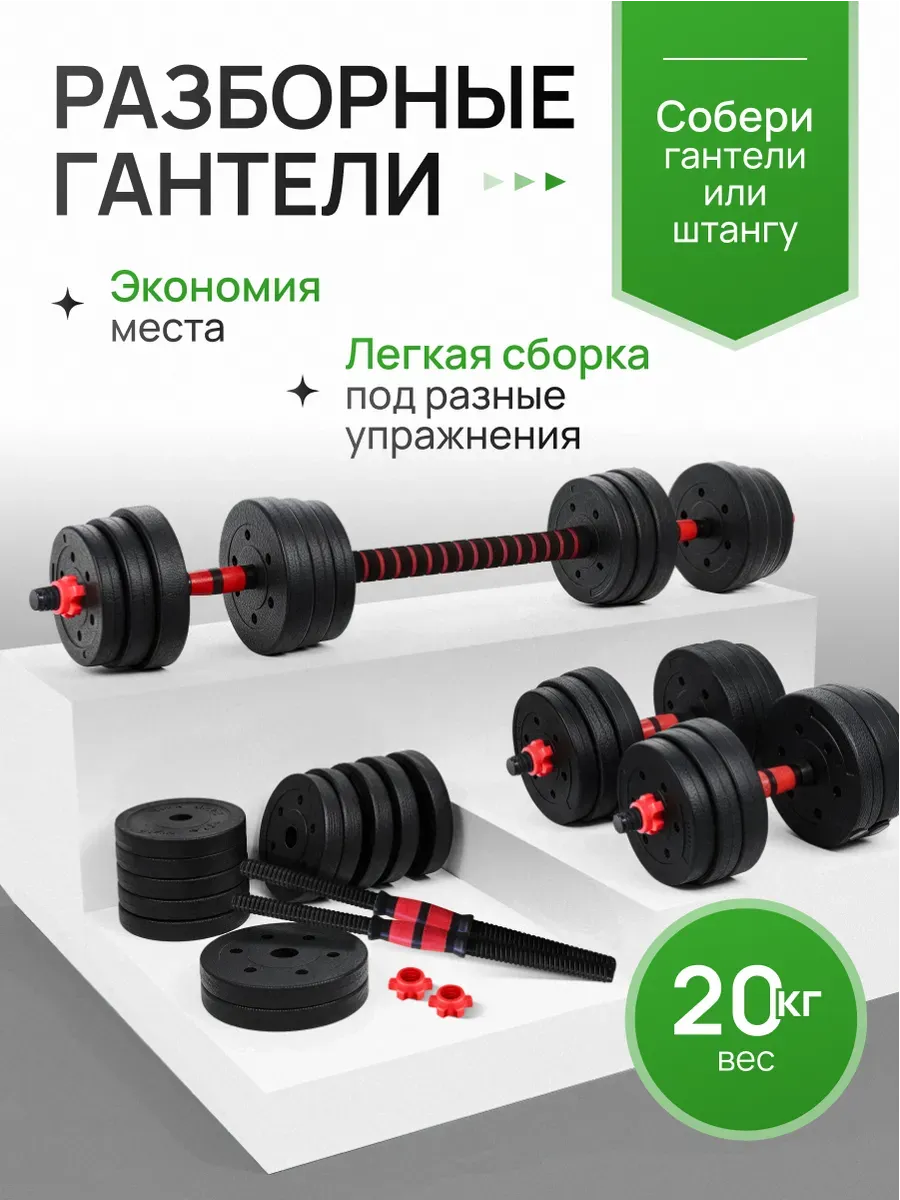 РАЗБОРНЫЕ
ГАНТЕЛИ
Собери
гантели
или
штангу
Экономия
места
Легкая сборка
под разные
упражнения
20кг
вес